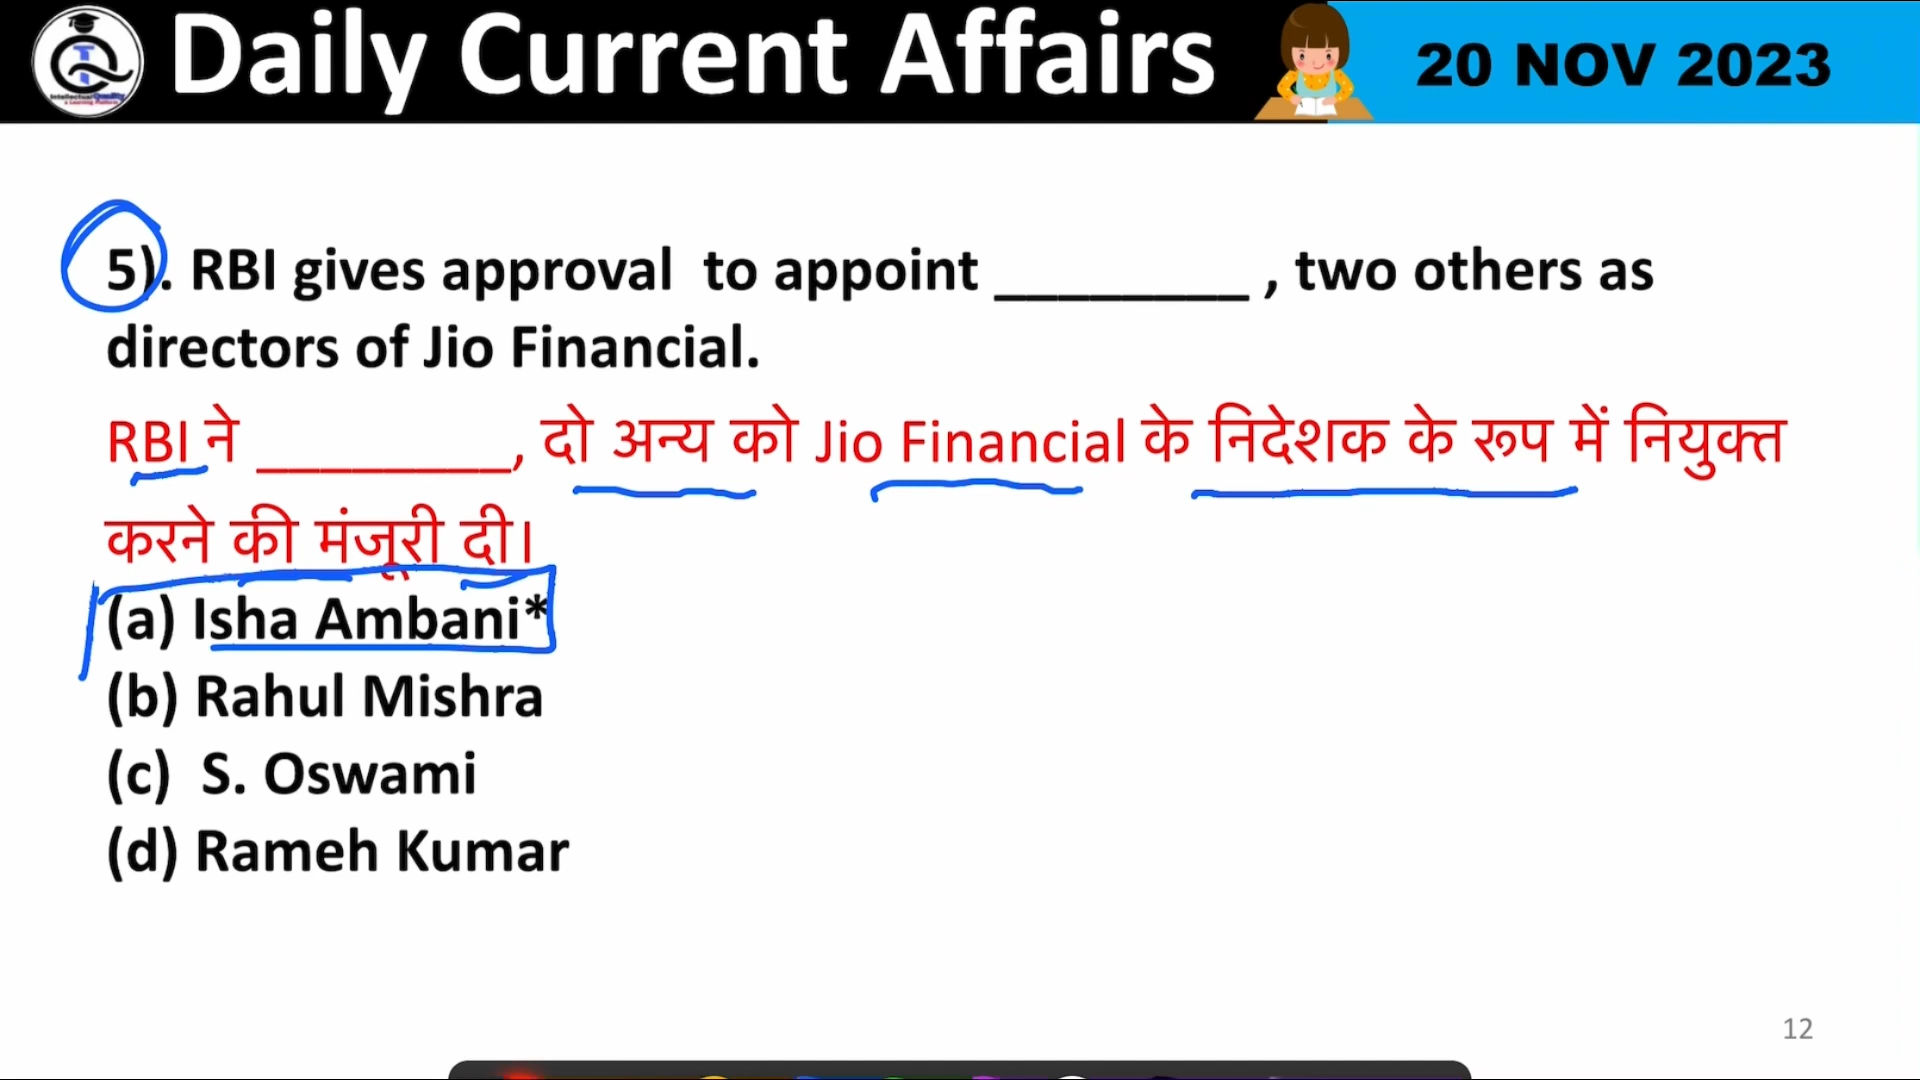 Daily Current Affairs
20 NOV 2023
5). RBI gives approval to appoint ________ , two others as
directors of Jio Financial.
RBI ने ________, दो अन्य को Jio Financial के निदेशक के रूप में नियुक्त
करने की मंजूरी दी।
(a) Isha Ambani*
(b) Rahul Mishra
(c) S. Oswami
(d) Rameh Kumar
12